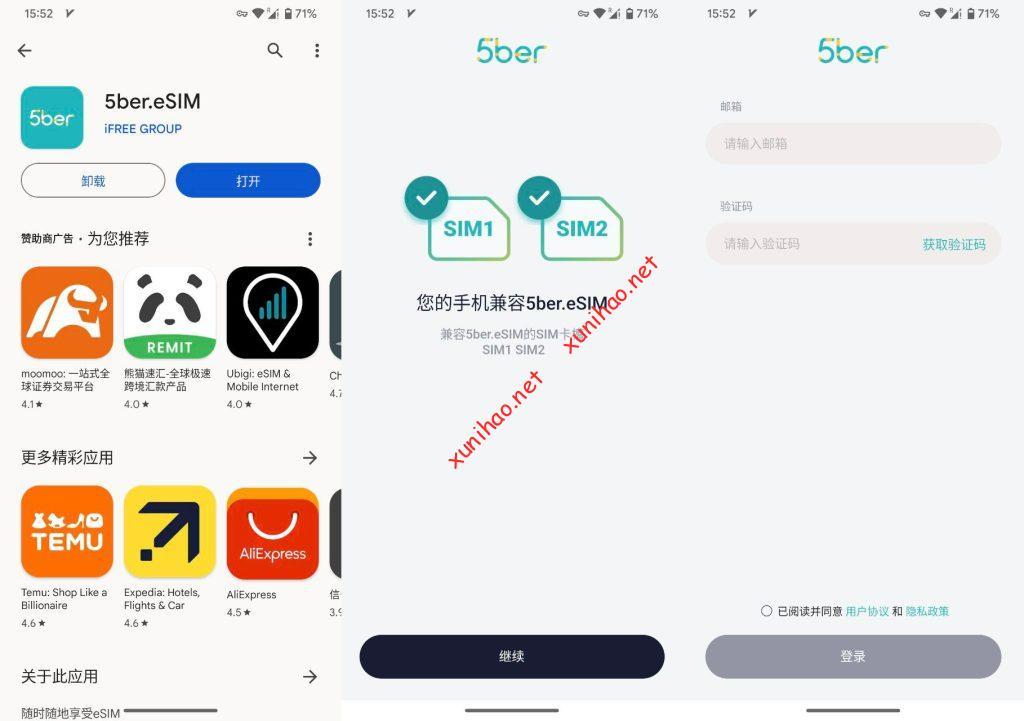 15:52
71%
5ber
5ber.eSIM
iFREE GROUP
卸载
打开
赞助商广告 · 为您推荐
REMIT
moomoo: 一站式全
球证券交易平台
4.1★
熊猫速汇-全球极速
跨境汇款产品
4.0★
Ubigi: eSIM &
Mobile Internet
4.0★
Ch
4.7
更多精彩应用
TEMU
AliExpress
Temu: Shop Like a
Billionaire
4.6★
Expedia: Hotels,
Flights & Car
4.6★
AliExpress
4.5★
信
3.9
关于此应用
随时随地享受eSIM
15:52
71%
5ber
SIM1
SIM2
您的手机兼容5ber.eSIM
兼容5ber.eSIM的SIM卡槽
SIM1 SIM2
xunihao.net
xunihao.net
继续
15:52
71%
5ber
邮箱
请输入邮箱
验证码
请输入验证码
获取验证码
已阅读并同意 用户协议 和 隐私政策
登录